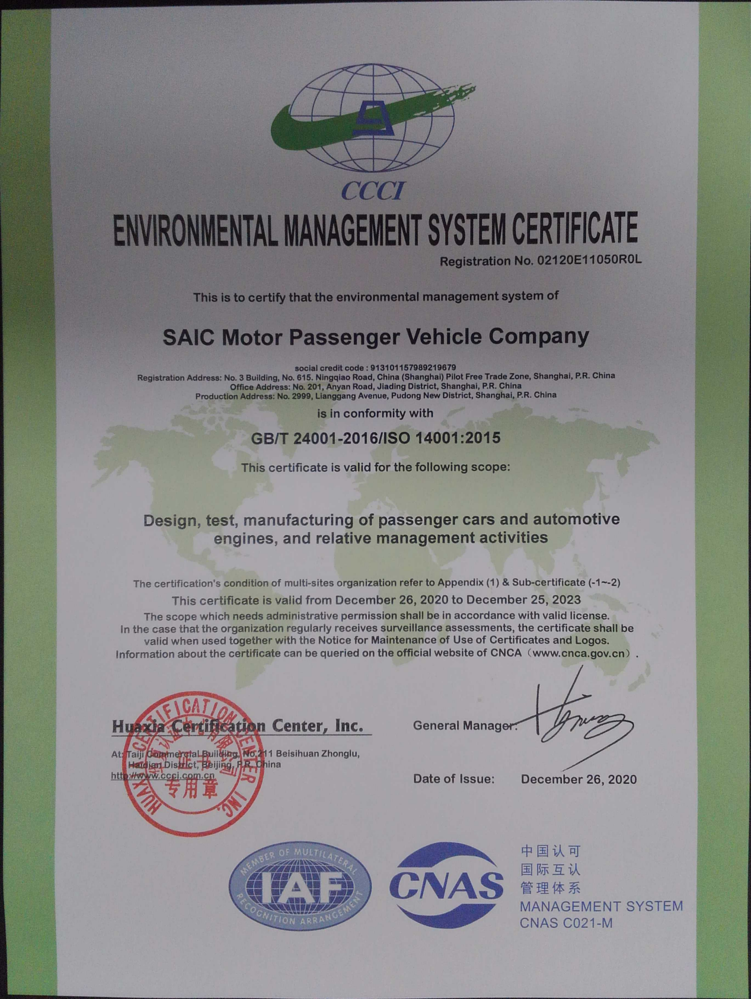 CCCI
ENVIRONMENTAL MANAGEMENT SYSTEM CERTIFICATE
Registration No. 02120E11050R0L
This is to certify that the environmental management system of
SAIC Motor Passenger Vehicle Company
social credit code : 913101157989219679
Registration Address: No. 3 Building, No. 615. Ningqiao Road, China (Shanghai) Pilot Free Trade Zone, Shanghai, P.R. China
Office Address: No. 201, Anyan Road, Jiading District, Shanghai, P.R. China
Production Address: No. 2999, Lianggang Avenue, Pudong New District, Shanghai, P.R. China
is in conformity with
GB/T 24001-2016/ISO 14001:2015
This certificate is valid for the following scope:
Design, test, manufacturing of passenger cars and automotive
engines, and relative management activities
The certification's condition of multi-sites organization refer to Appendix (1) & Sub-certificate (-1~-2)
This certificate is valid from December 26, 2020 to December 25, 2023
The scope which needs administrative permission shall be in accordance with valid license.
In the case that the organization regularly receives surveillance assessments, the certificate shall be
valid when used together with the Notice for Maintenance of Use of Certificates and Logos.
Information about the certificate can be queried on the official website of CNCA（www.cnca.gov.cn）.
Huaxia Certification Center, Inc.
At: Taiji Commercial Building, No.211 Beisihuan Zhonglu,
Haidian District, Beijing, P.R. China
http://www.ccci.com.cn
HUAXIA CERTIFICATION CENTER INC.
证书
专用章
General Manager:
Date of Issue: December 26, 2020
MEMBER OF MULTILATERAL
IAF
RECOGNITION ARRANGEMENT
CNAS
中国认可
国际互认
管理体系
MANAGEMENT SYSTEM
CNAS C021-M